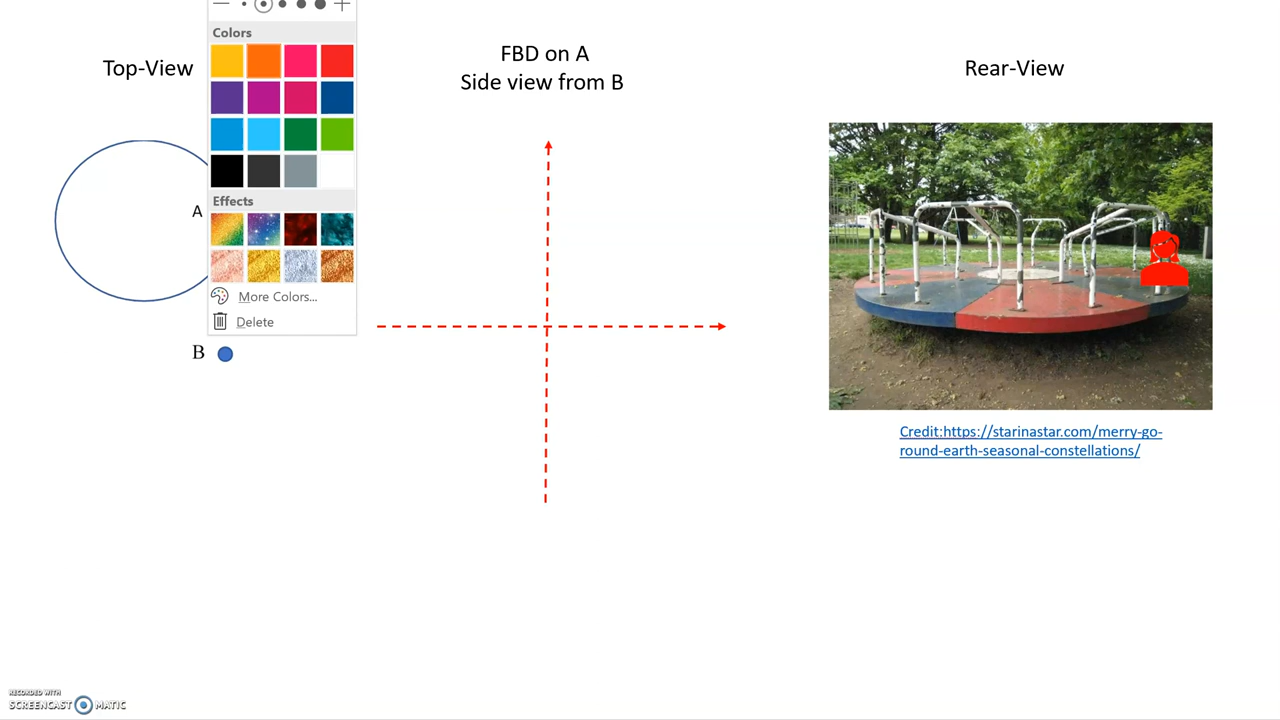 Colors
Top-View
FBD on A
Side view from B
Rear-View
A
Effects
More Colors...
Delete
B
Credit:https://starinastar.com/merry-go-
round-earth-seasonal-constellations/
RECORDED WITH
SCREENCAST MATIC